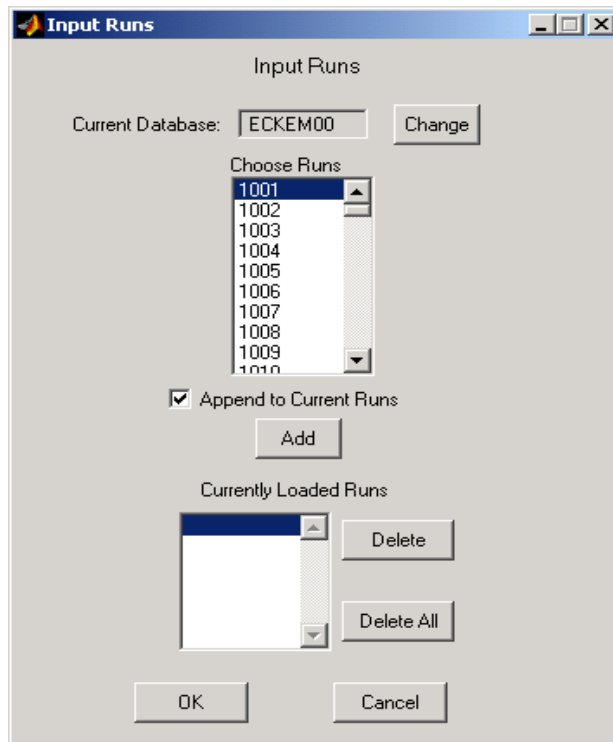 Input Runs
Input Runs
Current Database: ECKEM00 Change
Choose Runs
1001
1002
1003
1004
1005
1006
1007
1008
1009
1010
Append to Current Runs
Add
Currently Loaded Runs
Delete
Delete All
OK Cancel